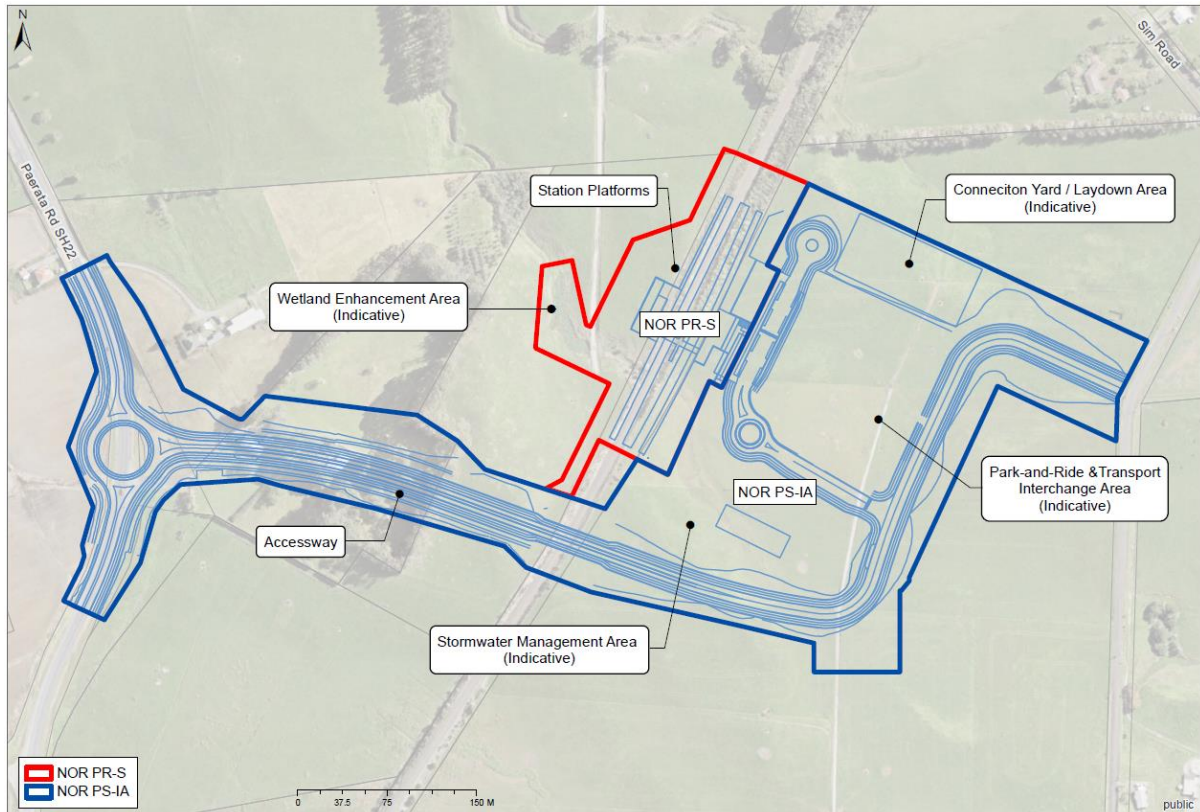 N
Sim Road
Paerata Rd SH22
Station Platforms
Conneciton Yard / Laydown Area
(Indicative)
Wetland Enhancement Area
(Indicative)
NOR PR-S
Park-and-Ride &Transport
Interchange Area
(Indicative)
NOR PS-IA
Accessway
Stormwater Management Area
(Indicative)
NOR PR-S
NOR PS-IA
0 37.5 75 150 M
public